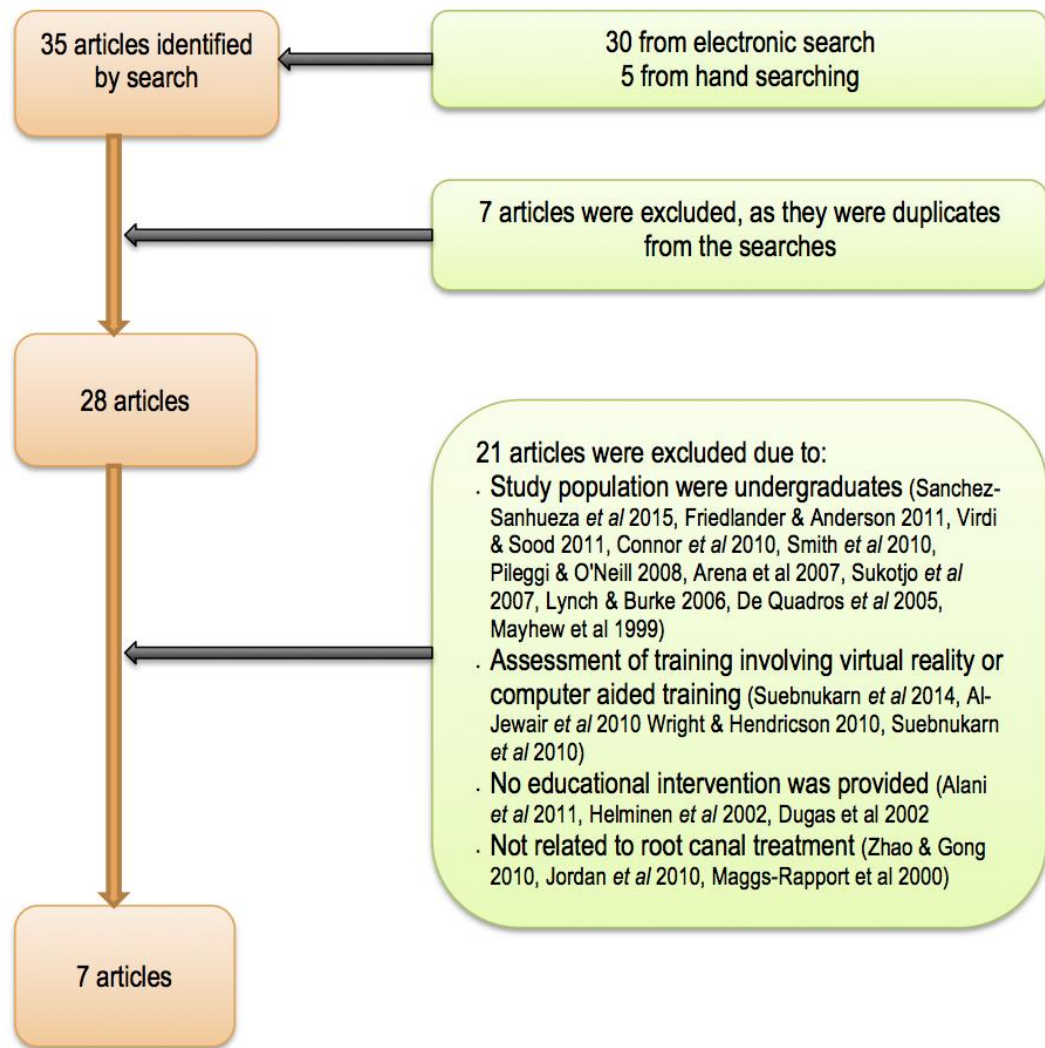 35 articles identified
by search
30 from electronic search
5 from hand searching
7 articles were excluded, as they were duplicates
from the searches
28 articles
21 articles were excluded due to:
· Study population were undergraduates (Sanchez-
Sanhueza et al 2015, Friedlander & Anderson 2011, Virdi
& Sood 2011, Connor et al 2010, Smith et al 2010,
Pileggi & O'Neill 2008, Arena et al 2007, Sukotjo et al
2007, Lynch & Burke 2006, De Quadros et al 2005,
Mayhew et al 1999)
· Assessment of training involving virtual reality or
computer aided training (Suebnukarn et al 2014, Al-
Jewair et al 2010 Wright & Hendricson 2010, Suebnukarn
et al 2010)
· No educational intervention was provided (Alani
et al 2011, Helminen et al 2002, Dugas et al 2002
· Not related to root canal treatment (Zhao & Gong
2010, Jordan et al 2010, Maggs-Rapport et al 2000)
7 articles